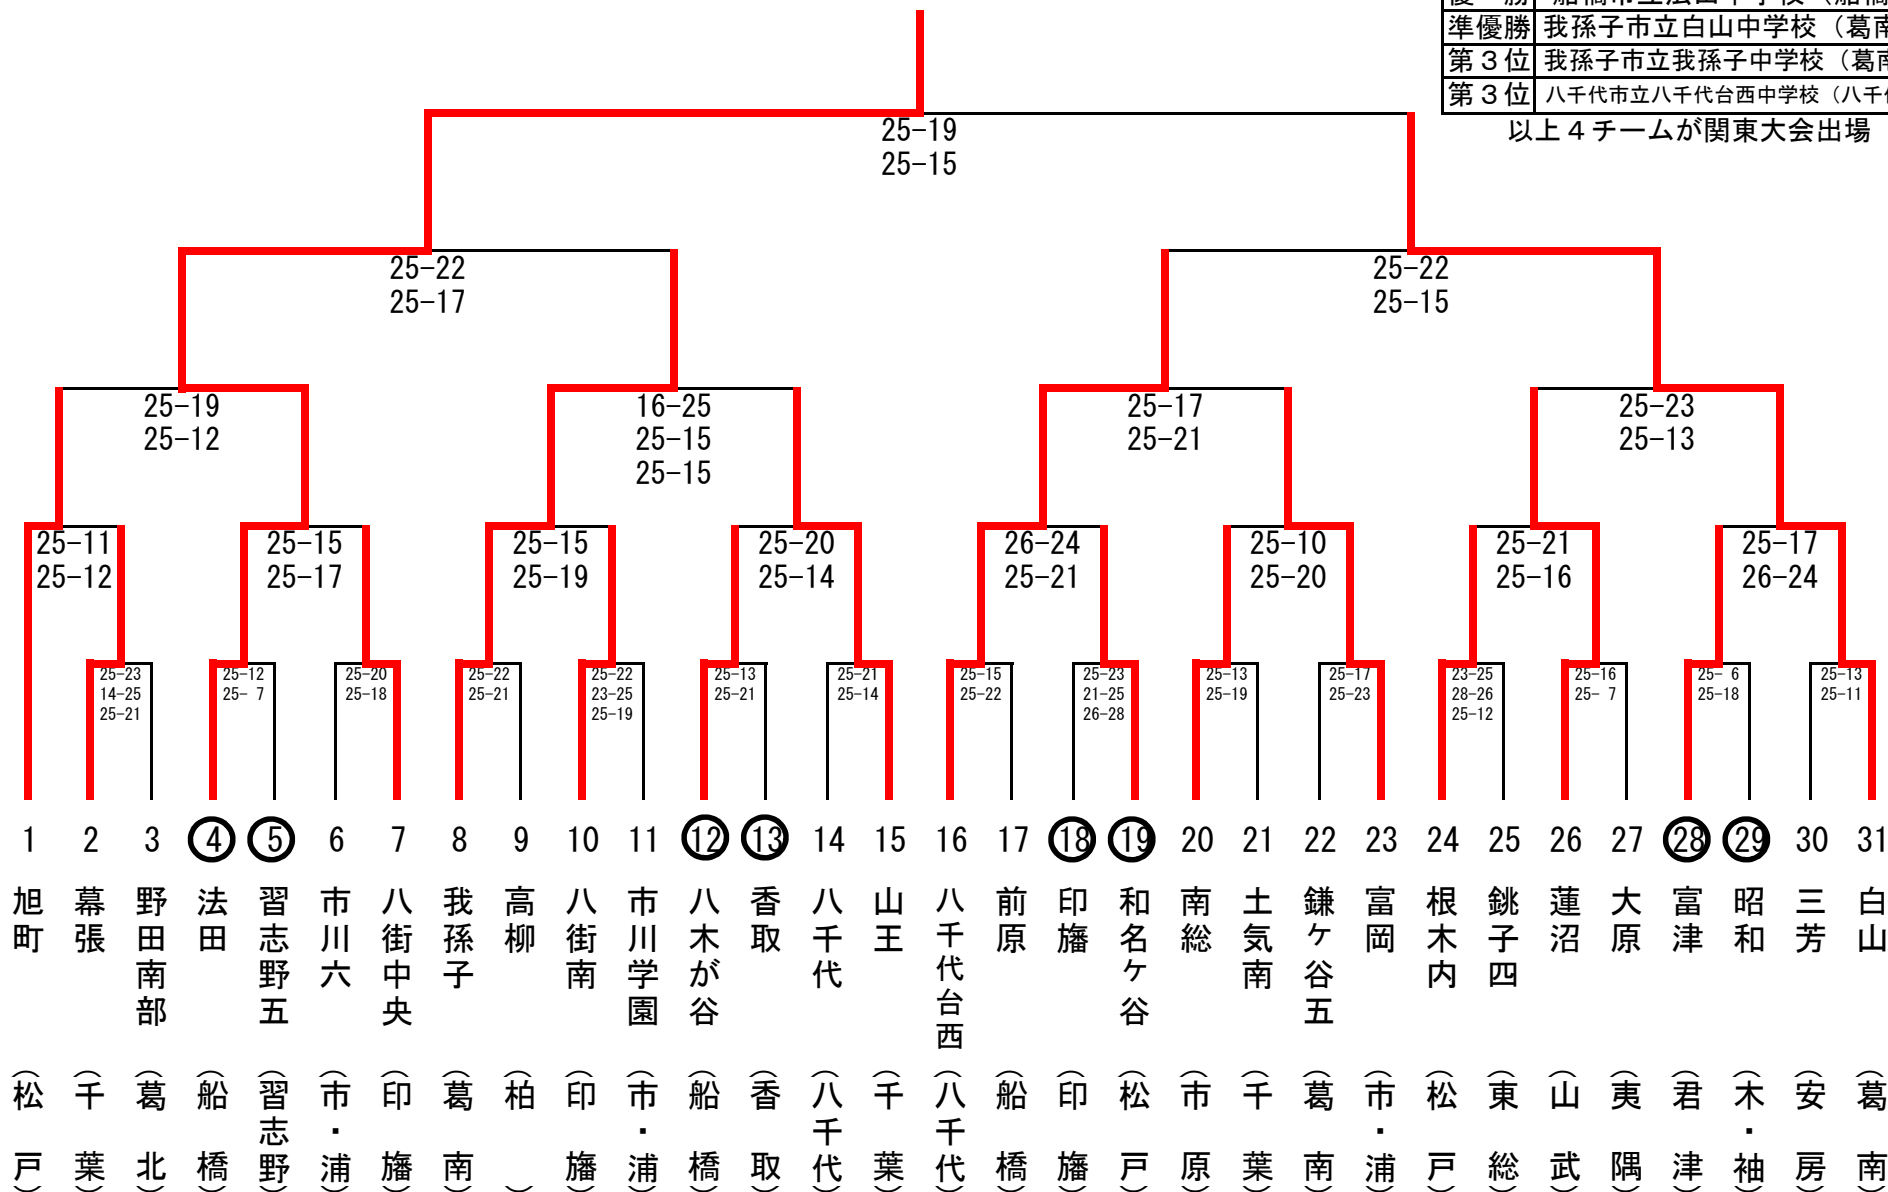 準優勝 我孫子市立白山中学校（葛南
第３位 我孫子市立我孫子中学校（葛南
第３位 八千代市立八千代台西中学校（八千代
以上４チームが関東大会出場
25-19
25-15
25-22
25-17
25-22
25-15
25-19
25-12
16-25
25-15
25-15
25-17
25-21
25-23
25-13
25-11
25-12
25-15
25-17
25-15
25-19
25-20
25-14
26-24
25-21
25-10
25-20
25-21
25-16
25-17
26-24
25-23
14-25
25-21
25-12
25- 7
25-20
25-18
25-22
25-21
25-22
23-25
25-19
25-13
25-21
25-21
25-14
25-15
25-22
25-23
21-25
26-28
25-13
25-19
25-17
25-23
23-25
28-26
25-12
25-16
25- 7
25- 6
25-18
25-13
25-11
1 旭町（松戸）
2 幕張（千葉）
3 野田南部（葛北）
4 法田（船橋）
5 習志野五（習志野）
6 市川六（市・浦）
7 八街中央（印旛）
8 我孫子（葛南）
9 高柳（柏）
10 八街南（印旛）
11 市川学園（市・浦）
12 八木が谷（船橋）
13 香取（香取）
14 八千代（八千代）
15 山王（千葉）
16 八千代台西（八千代）
17 前原（船橋）
18 印旛（印旛）
19 和名ケ谷（松戸）
20 南総（市原）
21 土気南（千葉）
22 鎌ケ谷五（葛南）
23 富岡（市・浦）
24 根木内（松戸）
25 銚子四（東総）
26 蓮沼（山武）
27 大原（夷隅）
28 富津（君津）
29 昭和（木・袖）
30 三芳（安房）
31 白山（葛南）